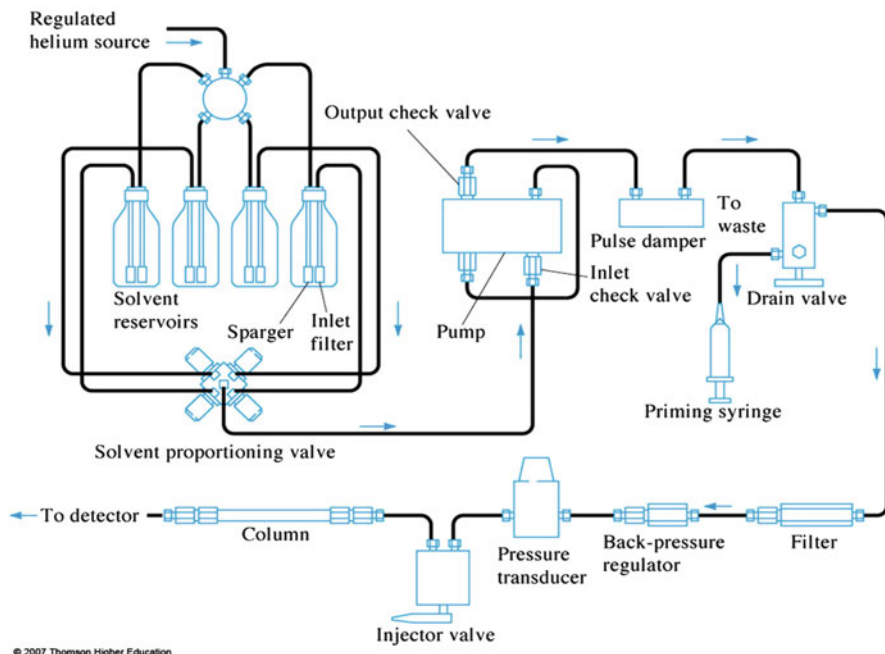 Regulated
helium source
Output check valve
To
waste
Pulse damper
Solvent
reservoirs
Sparger
Inlet
filter
Pump
Inlet
check valve
Drain valve
Priming syringe
Solvent proportioning valve
To detector
Column
Pressure
transducer
Back-pressure
regulator
Filter
Injector valve
© 2007 Thomson Higher Education